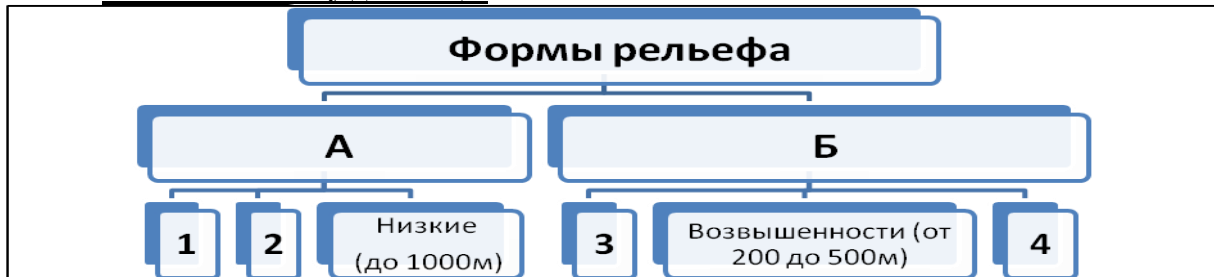 Формы рельефа
А
Б
1
2
Низкие
(до 1000м)
3
Возвышенности (от
200 до 500м)
4